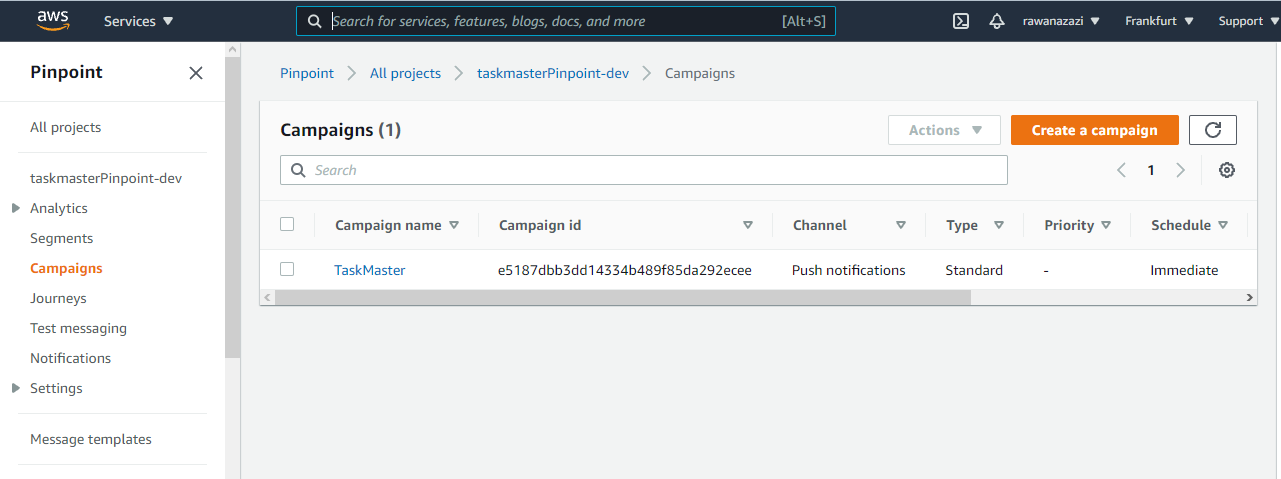 aws Services Search for services, features, blogs, docs, and more [Alt+S] rawanazazi Frankfurt Support
Pinpoint
All projects
taskmasterPinpoint-dev
Analytics
Segments
Campaigns
Journeys
Test messaging
Notifications
Settings
Message templates
Pinpoint All projects taskmasterPinpoint-dev Campaigns
Campaigns (1) Actions Create a campaign
Search 1
Campaign name Campaign id Channel Type Priority Schedule
TaskMaster e5187dbb3dd14334b489f85da292ecee Push notifications Standard - Immediate